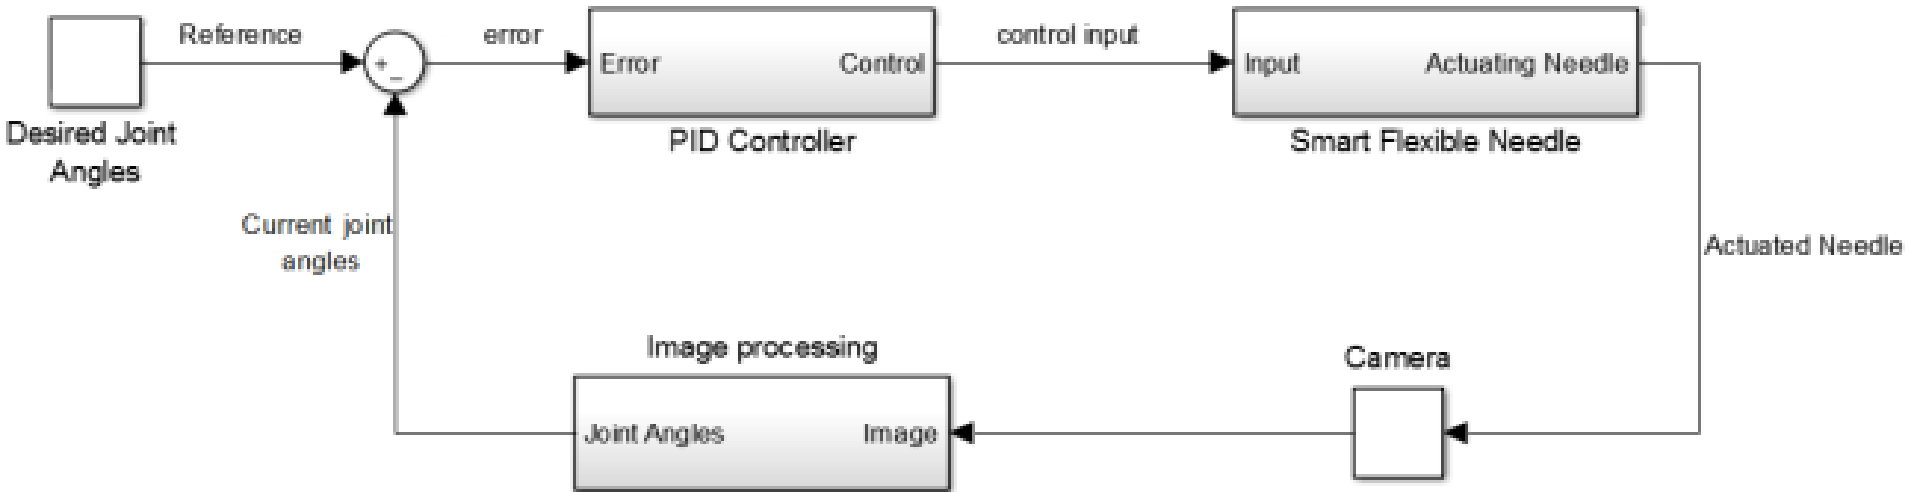 Reference
error
control input
+
−
Error
Control
Input
Actuating Needle
Desired Joint
Angles
PID Controller
Smart Flexible Needle
Current joint
angles
Actuated Needle
Image processing
Camera
Joint Angles
Image